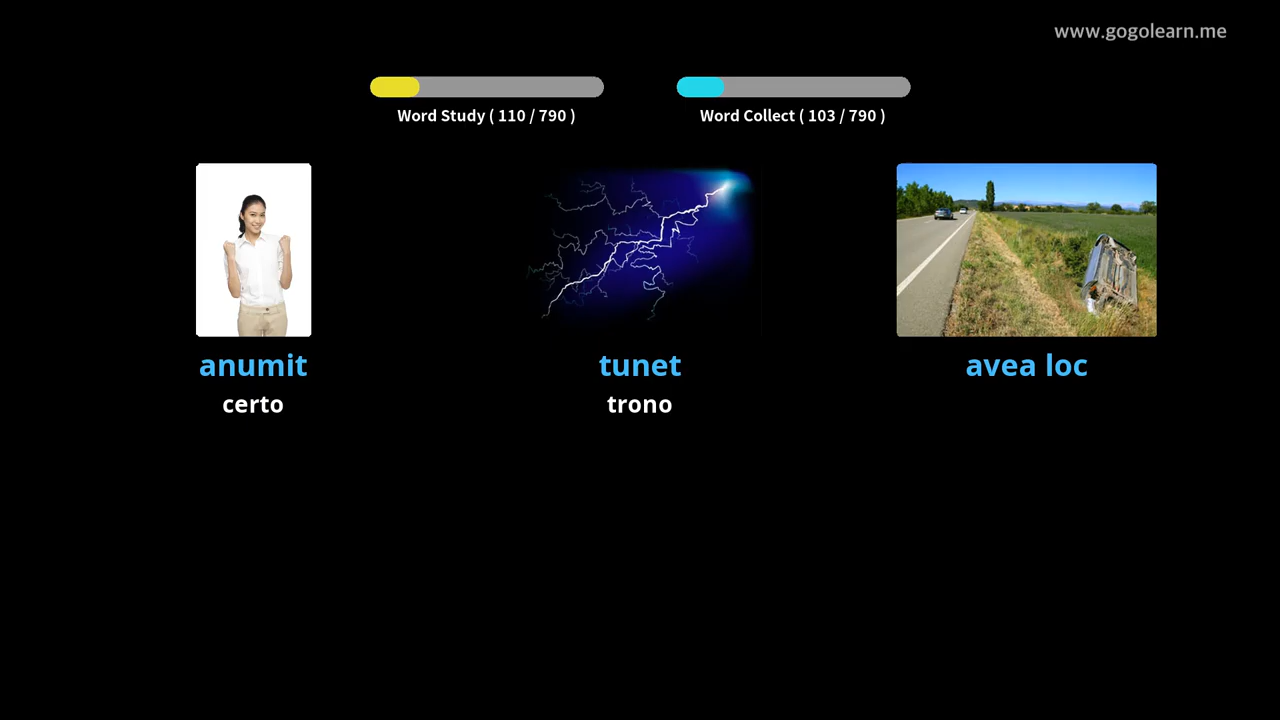 www.gogolearn.me
Word Study ( 110 / 790 )
Word Collect ( 103 / 790 )
anumit
tunet
avea loc
certo
trono